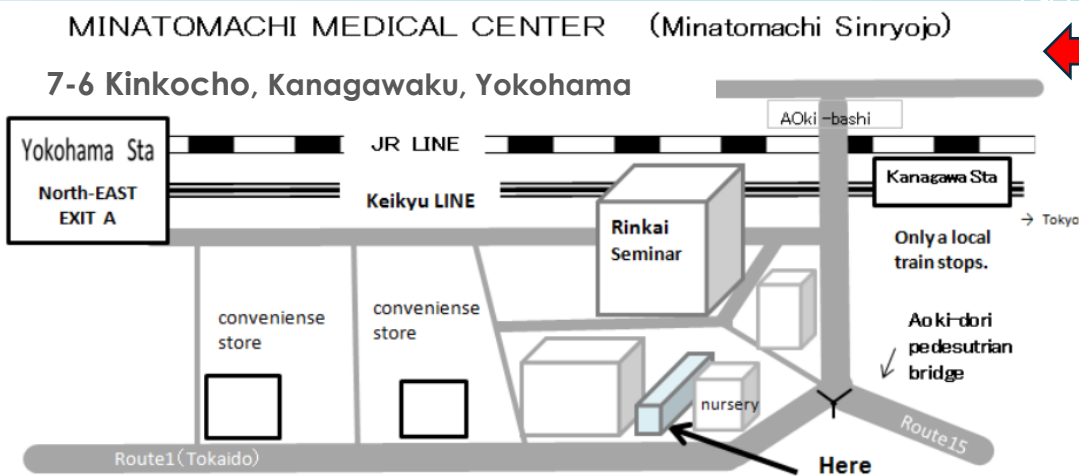 MINATOMACHI MEDICAL CENTER (Minatomachi Sinryojo)
7-6 Kinkocho, Kanagawaku, Yokohama
AOki-bashi
Yokohama Sta
North-EAST
EXIT A
JR LINE
Keikyu LINE
Kanagawa Sta
→ Tokyo
Only a local
train stops.
Rinkai
Seminar
conveniense
store
conveniense
store
Aoki-dori
pedesutrian
bridge
nursery
Route15
Route1(Tokaido)
Here